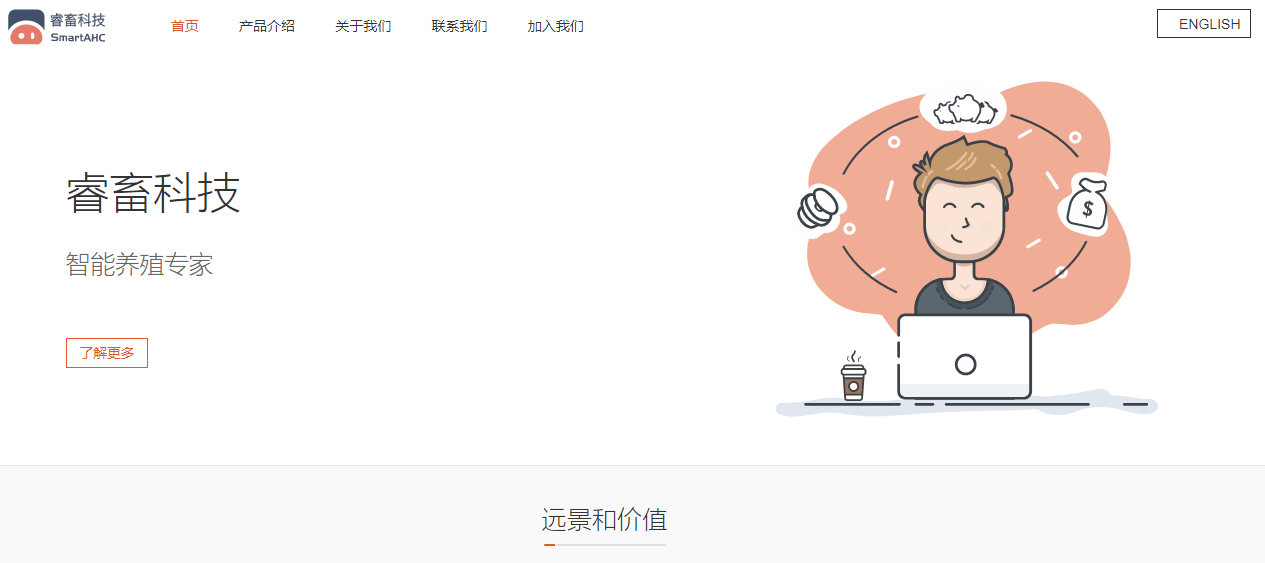 睿畜科技
SmartAHC
首页 产品介绍 关于我们 联系我们 加入我们
ENGLISH
睿畜科技
智能养殖专家
了解更多
$
远景和价值